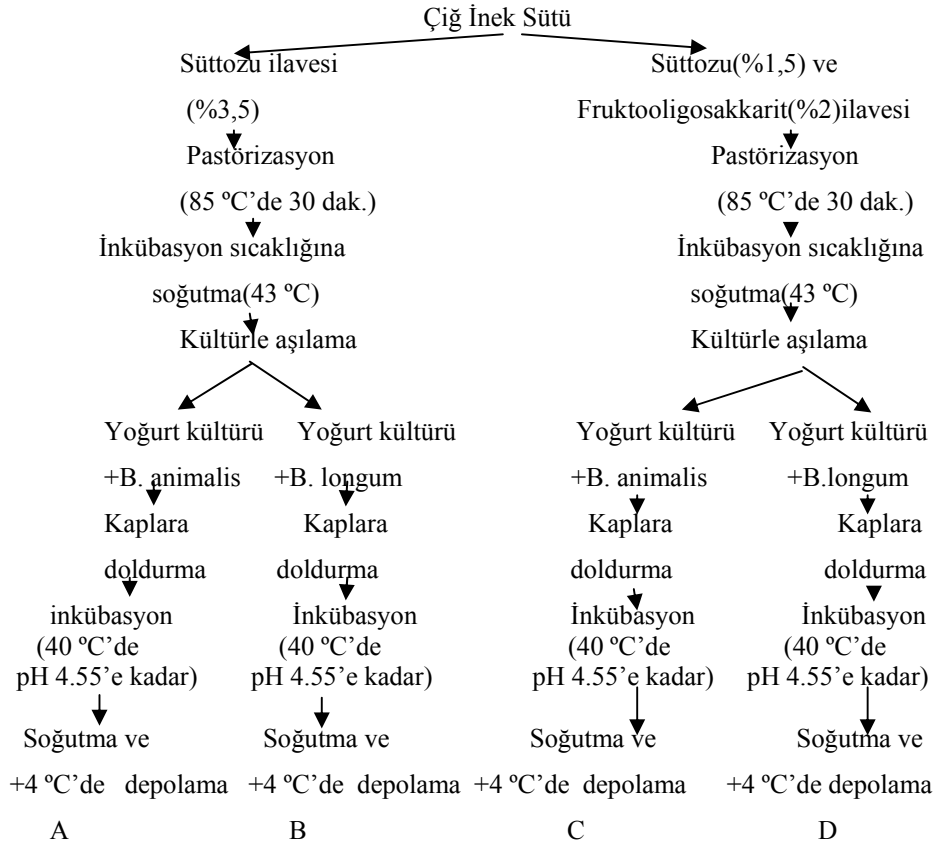 Çiğ İnek Sütü
Süttozu ilavesi
(%3,5)
Pastörizasyon
(85 ºC’de 30 dak.)
İnkübasyon sıcaklığına
soğutma(43 ºC)
Kültürle aşılama
Süttozu(%1,5) ve
Fruktooligosakkarit(%2)ilavesi
Pastörizasyon
(85 ºC’de 30 dak.)
İnkübasyon sıcaklığına
soğutma(43 ºC)
Kültürle aşılama
Yoğurt kültürü
+B. animalis
Kaplara
doldurma
inkübasyon
(40 ºC’de
pH 4.55’e kadar)
Soğutma ve
+4 ºC’de depolama
A
Yoğurt kültürü
+B. longum
Kaplara
doldurma
İnkübasyon
(40 ºC’de
pH 4.55’e kadar)
Soğutma ve
+4 ºC’de depolama
B
Yoğurt kültürü
+B. animalis
Kaplara
doldurma
İnkübasyon
(40 ºC’de
pH 4.55’e kadar)
Soğutma ve
+4 ºC’de depolama
C
Yoğurt kültürü
+B.longum
Kaplara
doldurma
İnkübasyon
(40 ºC’de
pH 4.55’e kadar)
Soğutma ve
+4 ºC’de depolama
D